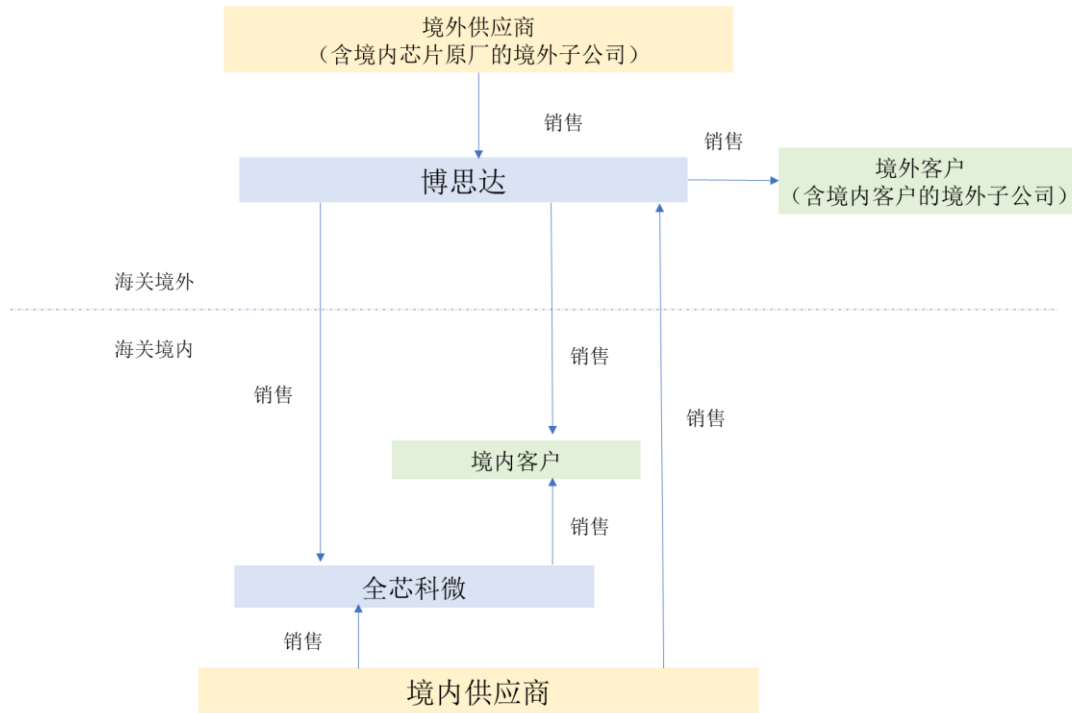 境外供应商
（含境内芯片原厂的境外子公司）
销售
销售
博思达
境外客户
（含境内客户的境外子公司）
海关境外
海关境内
销售
销售
销售
境内客户
销售
全芯科微
销售
境内供应商